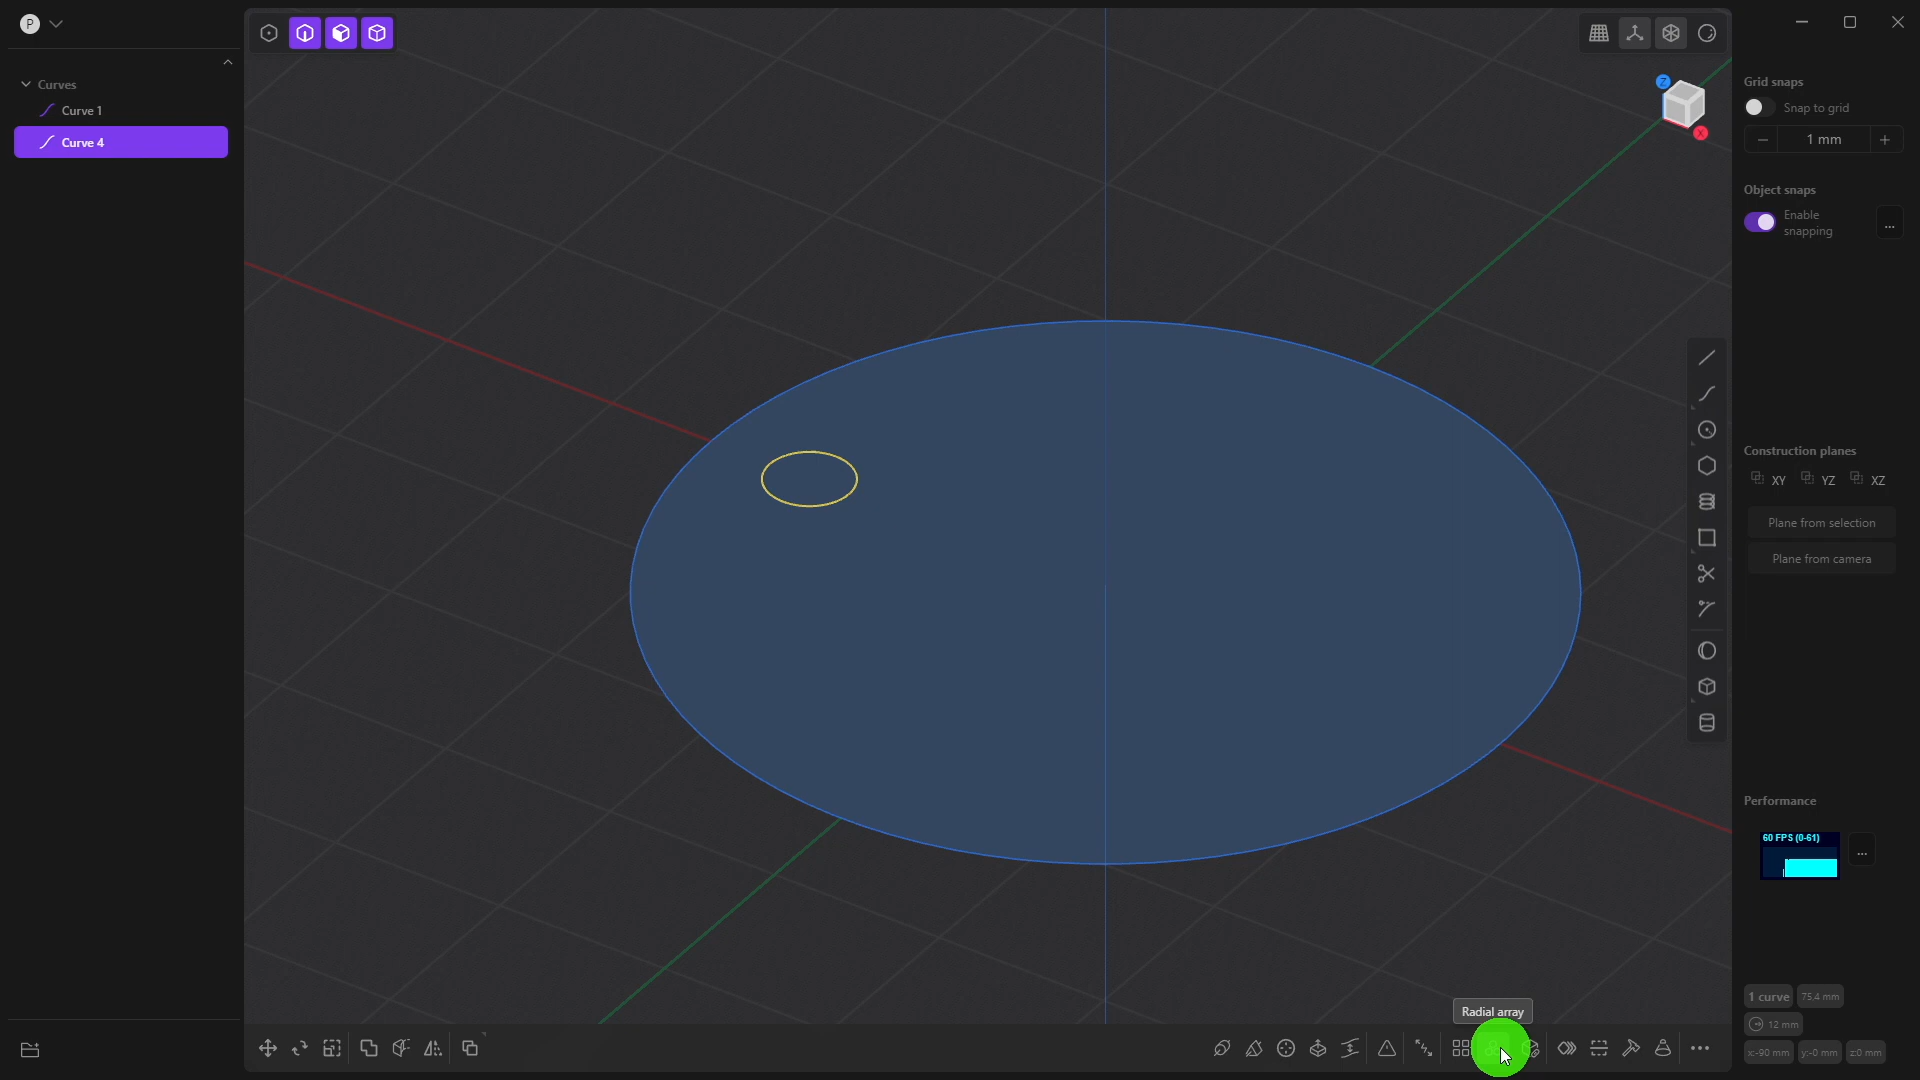 P
Curves
Curve 1
Curve 4
Z
X
Grid snaps
Snap to grid
1 mm
Object snaps
Enable
snapping
...
Construction planes
XY YZ XZ
Plane from selection
Plane from camera
Performance
60 FPS (0-61)
...
Radial array
1 curve 75,4 mm
12 mm
x:-90 mm y:-0 mm z:0 mm